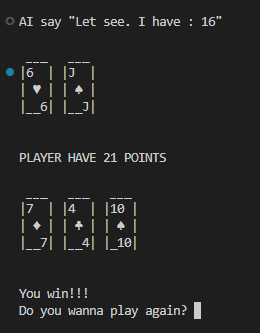 AI say "Let see. I have : 16"
 ___   ___
|6  | |J  |
| ♥ | | ♠ |
|__6| |__J|
PLAYER HAVE 21 POINTS
 ___   ___   ___
|7  | |4  | |10 |
| ♦ | | ♣ | | ♠ |
|__7| |__4| |_10|
You win!!!
Do you wanna play again?